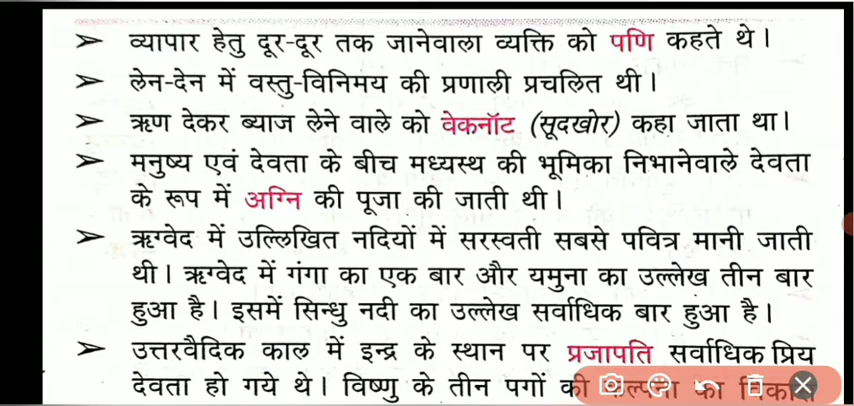 ➢ व्यापार हेतु दूर-दूर तक जानेवाला व्यक्ति को पणि कहते थे।
➢ लेन-देन में वस्तु-विनिमय की प्रणाली प्रचलित थी।
➢ ऋण देकर ब्याज लेने वाले को वेकनॉट (सूदखोर) कहा जाता था।
➢ मनुष्य एवं देवता के बीच मध्यस्थ की भूमिका निभानेवाले देवता
के रूप में अग्नि की पूजा की जाती थी।
➢ ऋग्वेद में उल्लिखित नदियों में सरस्वती सबसे पवित्र मानी जाती
थी। ऋग्वेद में गंगा का एक बार और यमुना का उल्लेख तीन बार
हुआ है। इसमें सिन्धु नदी का उल्लेख सर्वाधिक बार हुआ है।
➢ उत्तरवैदिक काल में इन्द्र के स्थान पर प्रजापति सर्वाधिक प्रिय
देवता हो गये थे। विष्णु के तीन पगों की